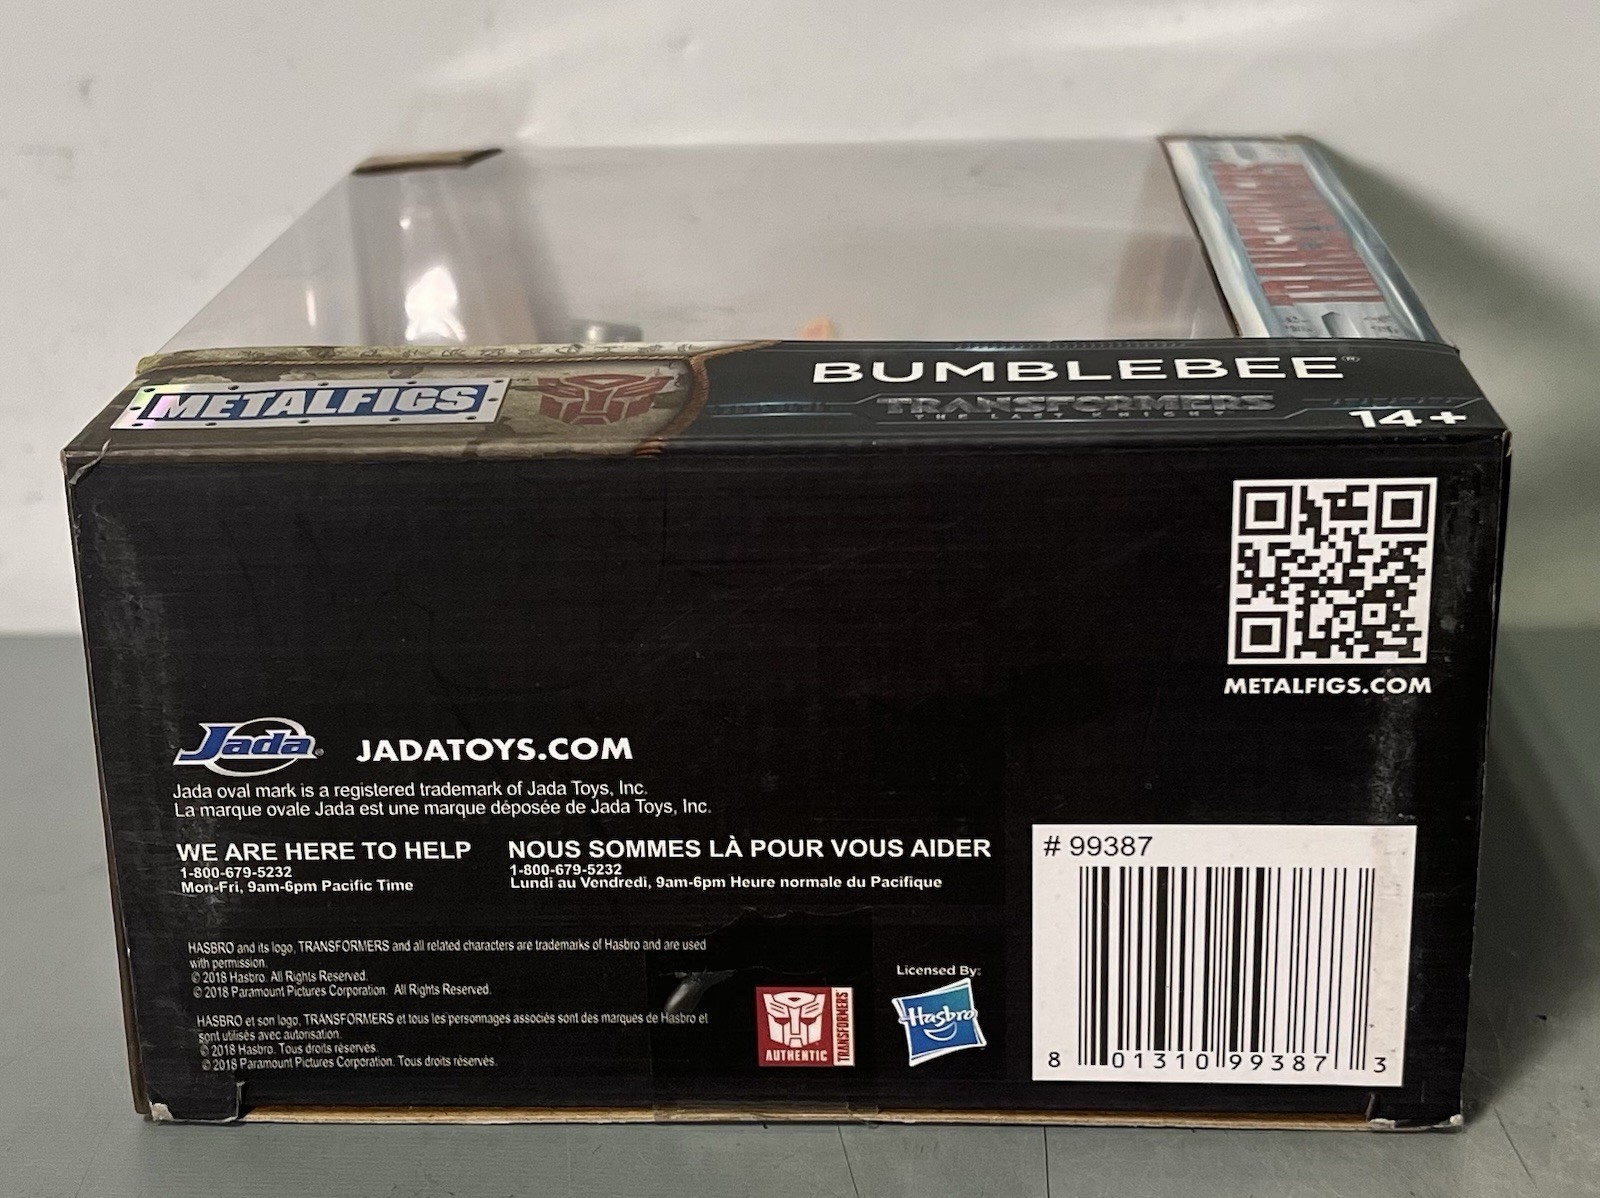 TRANSFORMERS
METALFIGS
BUMBLEBEE®
TRANSFORMERS
THE LAST KNIGHT
14+
METALFIGS.COM
Jada®
JADATOYS.COM
Jada oval mark is a registered trademark of Jada Toys, Inc.
La marque ovale Jada est une marque déposée de Jada Toys, Inc.
WE ARE HERE TO HELP
1-800-679-5232
Mon-Fri, 9am-6pm Pacific Time
NOUS SOMMES LÀ POUR VOUS AIDER
1-800-679-5232
Lundi au Vendredi, 9am-6pm Heure normale du Pacifique
HASBRO and its logo, TRANSFORMERS and all related characters are trademarks of Hasbro and are used
with permission.
© 2018 Hasbro. All Rights Reserved.
© 2018 Paramount Pictures Corporation. All Rights Reserved.
HASBRO et son logo, TRANSFORMERS et tous les personnages associés sont des marques de Hasbro et
sont utilisés avec autorisation.
© 2018 Hasbro. Tous droits réservés.
© 2018 Paramount Pictures Corporation. Tous droits réservés.
AUTHENTIC
TRANSFORMERS
Licensed By:
Hasbro
# 99387
8 01310 99387 3